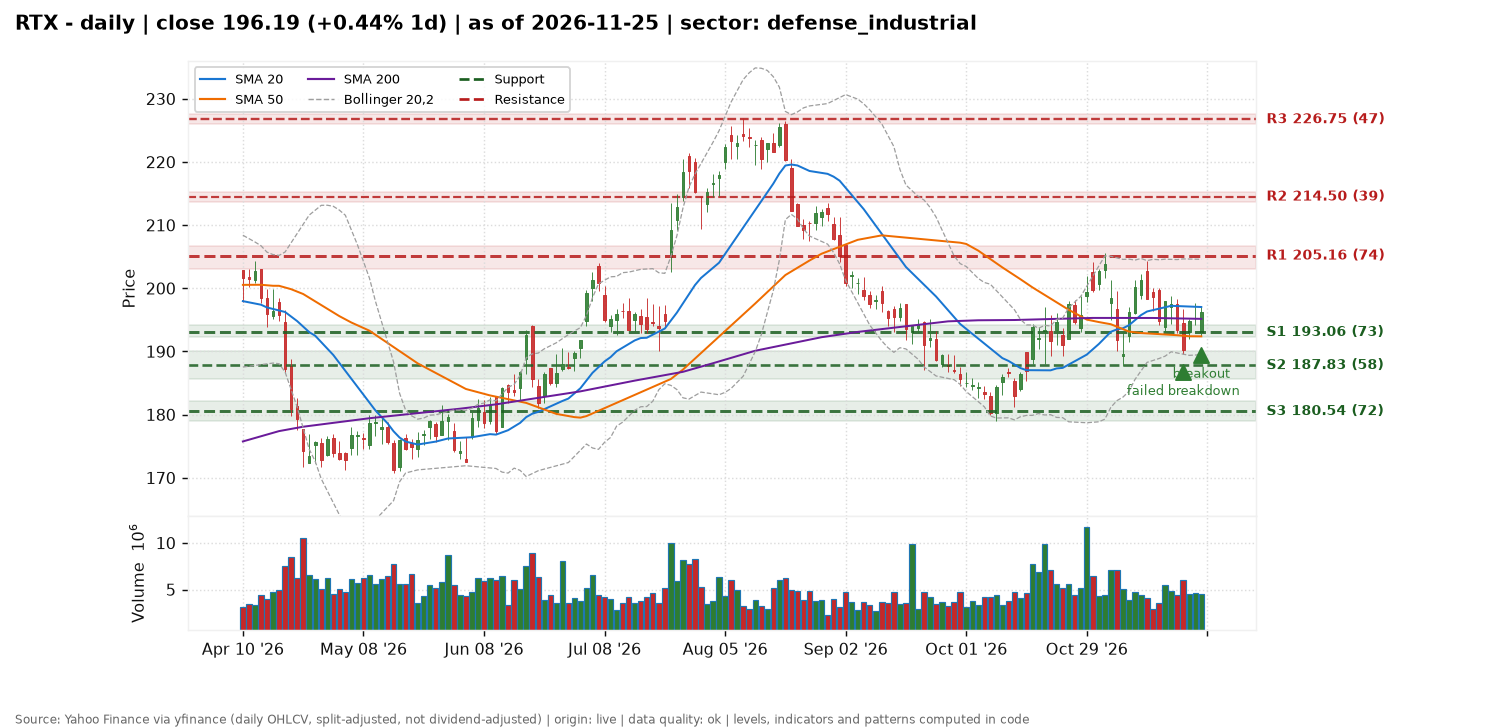 RTX - daily | close 196.19 (+0.44% 1d) | as of 2026-11-25 | sector: defense_industrial
SMA 20
SMA 50
SMA 200
Bollinger 20,2
Support
Resistance
Price
230
220
210
200
190
180
170
R3 226.75 (47)
R2 214.50 (39)
R1 205.16 (74)
S1 193.06 (73)
S2 187.83 (58)
S3 180.54 (72)
breakout
failed breakdown
Volume 10⁶
10
5
Apr 10 '26
May 08 '26
Jun 08 '26
Jul 08 '26
Aug 05 '26
Sep 02 '26
Oct 01 '26
Oct 29 '26
Source: Yahoo Finance via yfinance (daily OHLCV, split-adjusted, not dividend-adjusted) | origin: live | data quality: ok | levels, indicators and patterns computed in code